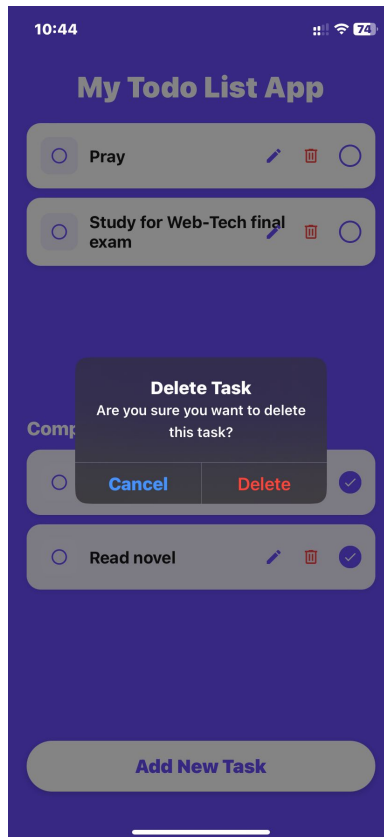 10:44
74
My Todo List App
Pray
Study for Web-Tech final
exam
Delete Task
Are you sure you want to delete
this task?
Cancel
Delete
Read novel
Add New Task